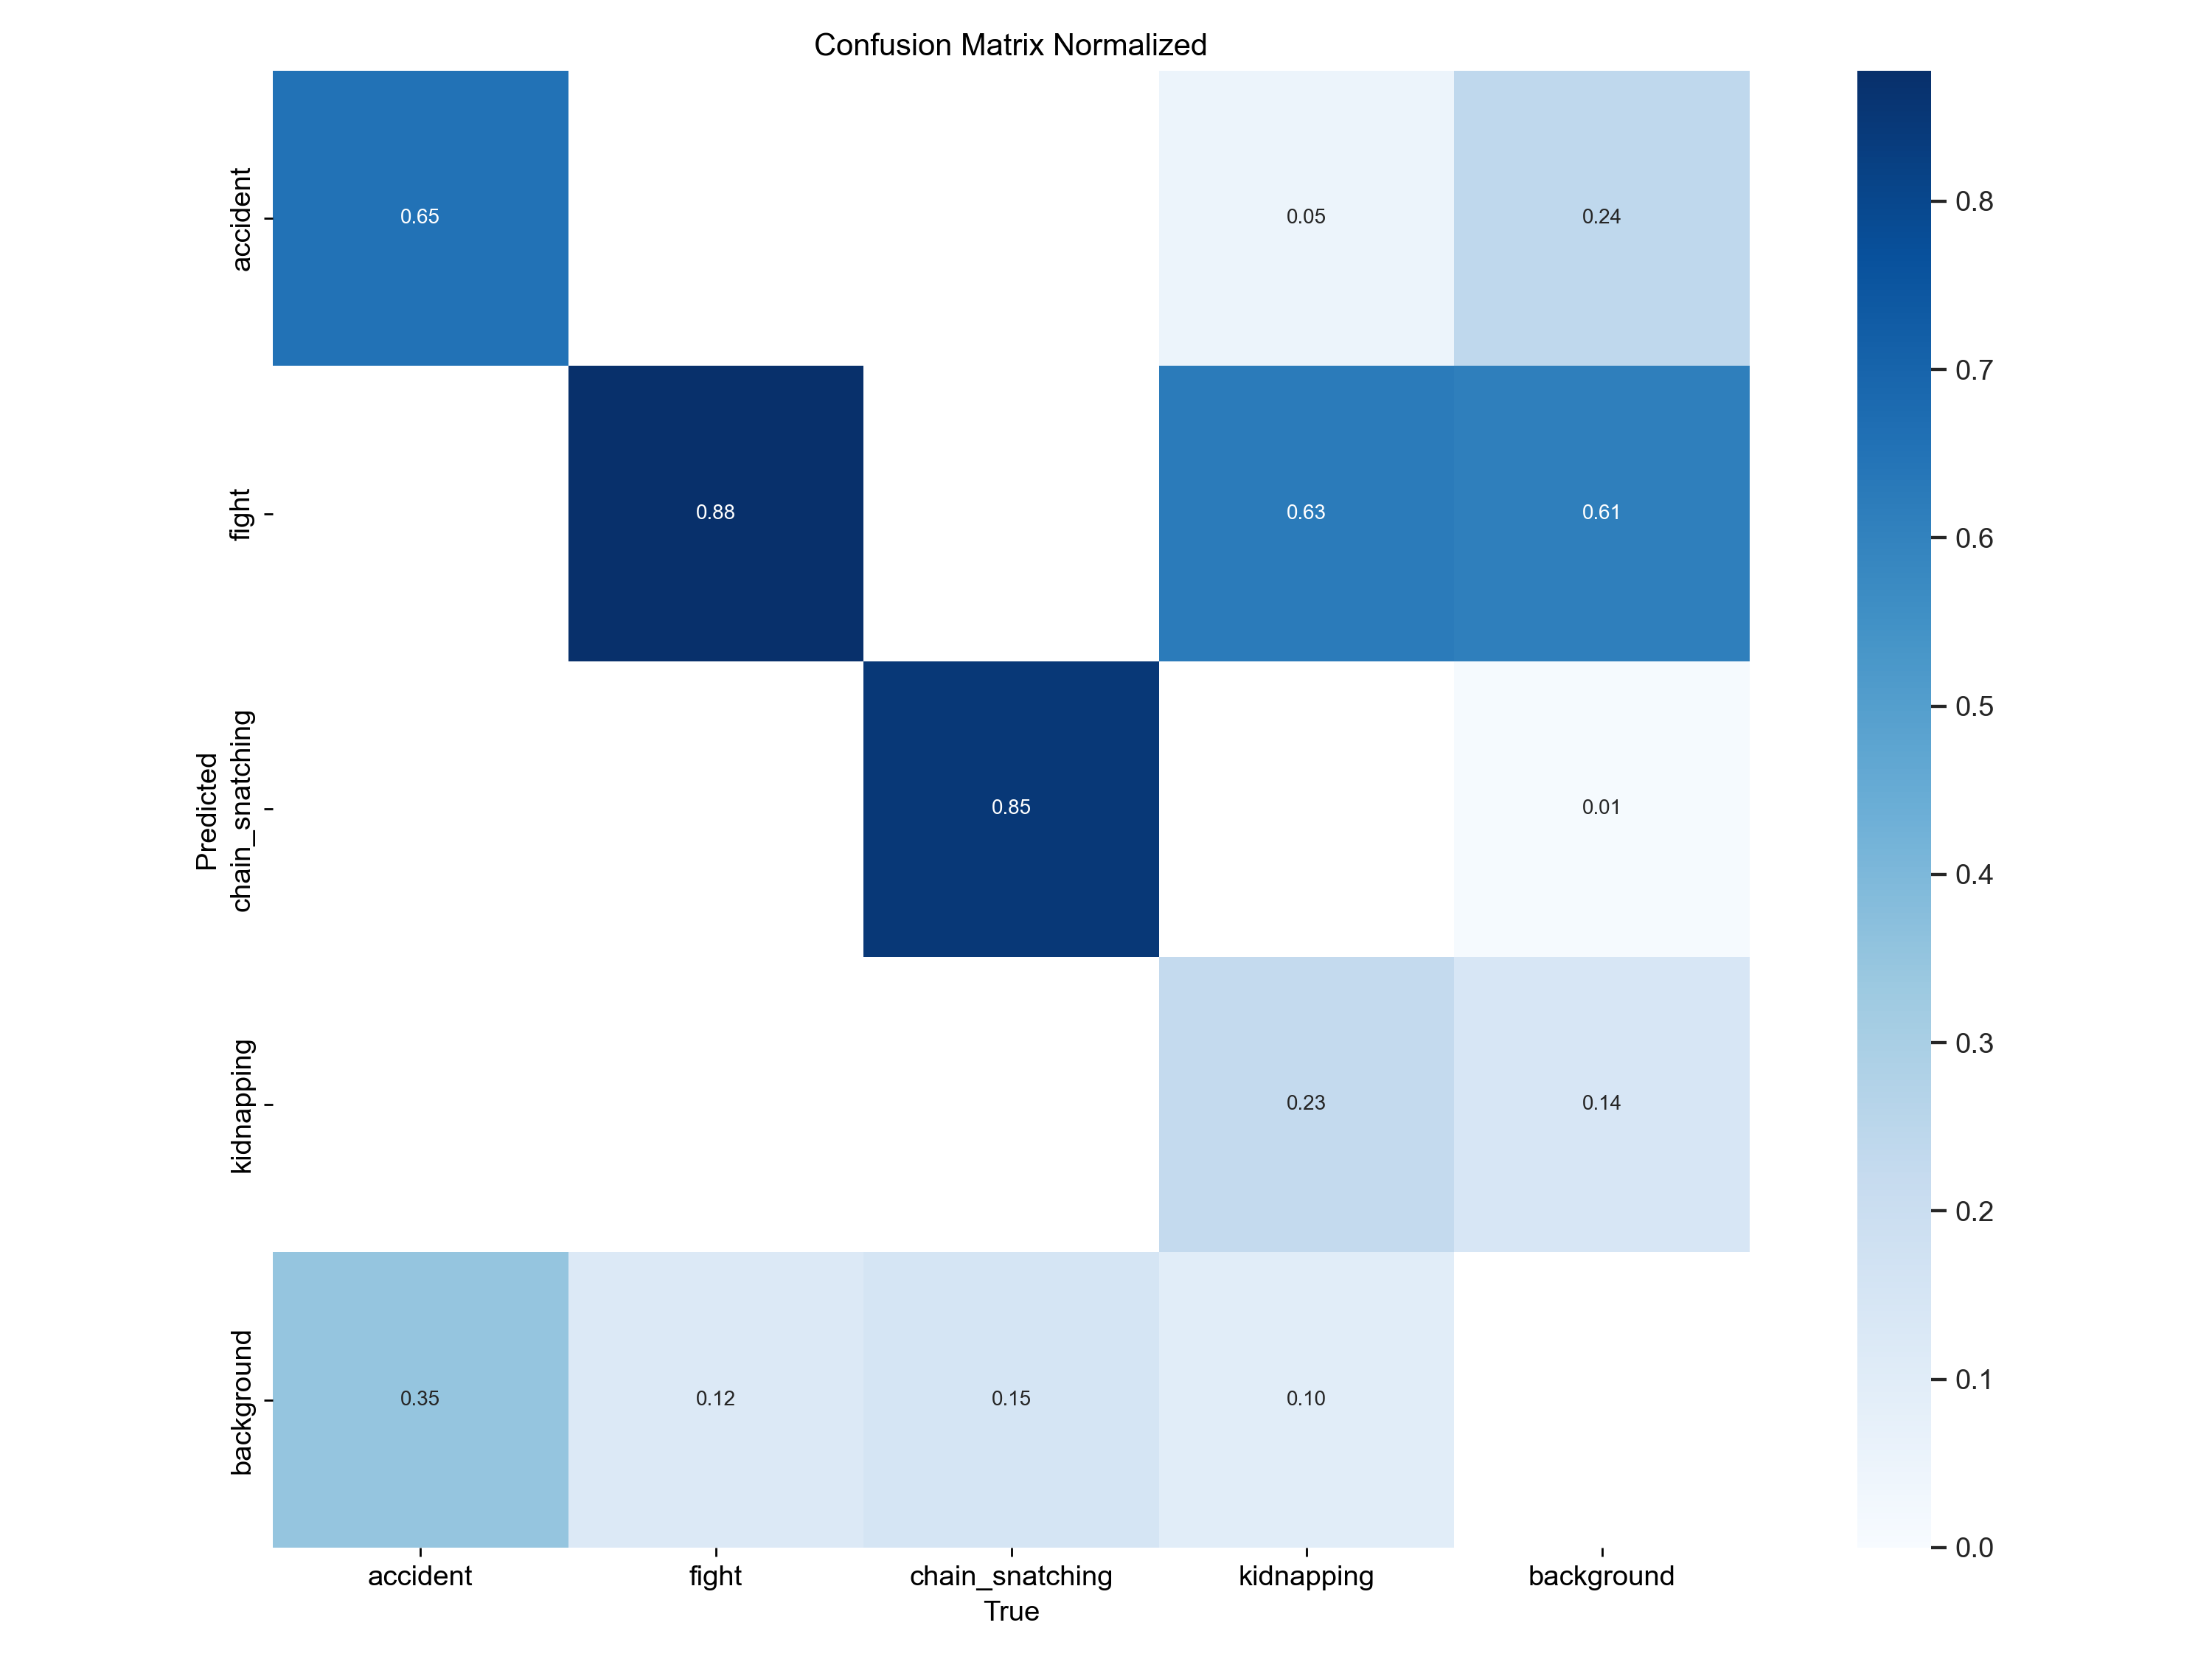 Confusion Matrix Normalized
accident
0.65
0.05
0.24
0.8
0.7
fight
0.88
0.63
0.61
0.6
0.5
Predicted
chain_snatching
0.85
0.01
0.4
0.3
kidnapping
0.23
0.14
0.2
0.1
background
0.35
0.12
0.15
0.10
0.0
accident
fight
chain_snatching
kidnapping
background
True